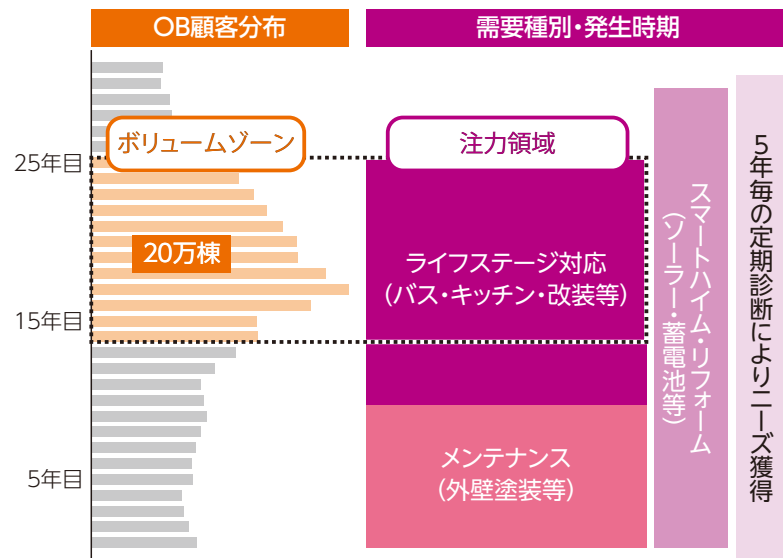 OB顧客分布
需要種別・発生時期
ボリュームゾーン
注力領域
25年目
20万棟
15年目
5年目
ライフステージ対応
(バス・キッチン・改装等)
メンテナンス
(外壁塗装等)
スマートハイム・リフォーム
(ソーラー・蓄電池等)
5年毎の定期診断によりニーズ獲得